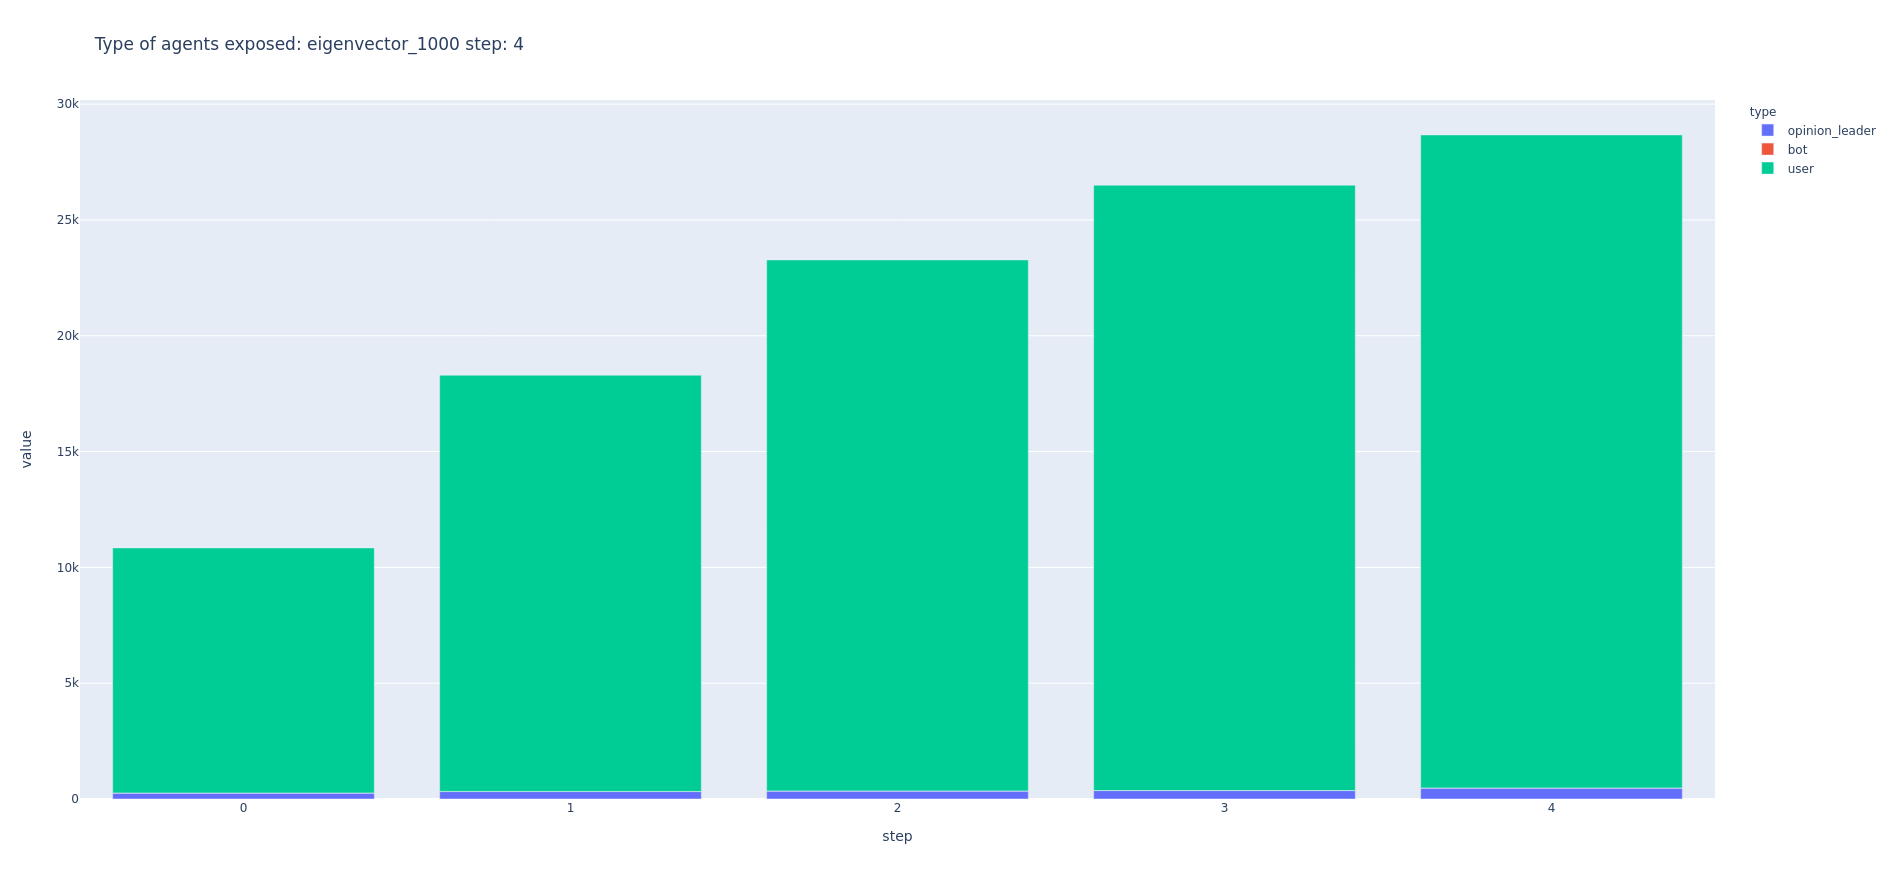 Type of agents exposed: eigenvector_1000 step: 4
30k
25k
20k
15k
10k
5k
0
value
0 1 2 3 4
step
type
opinion_leader
bot
user